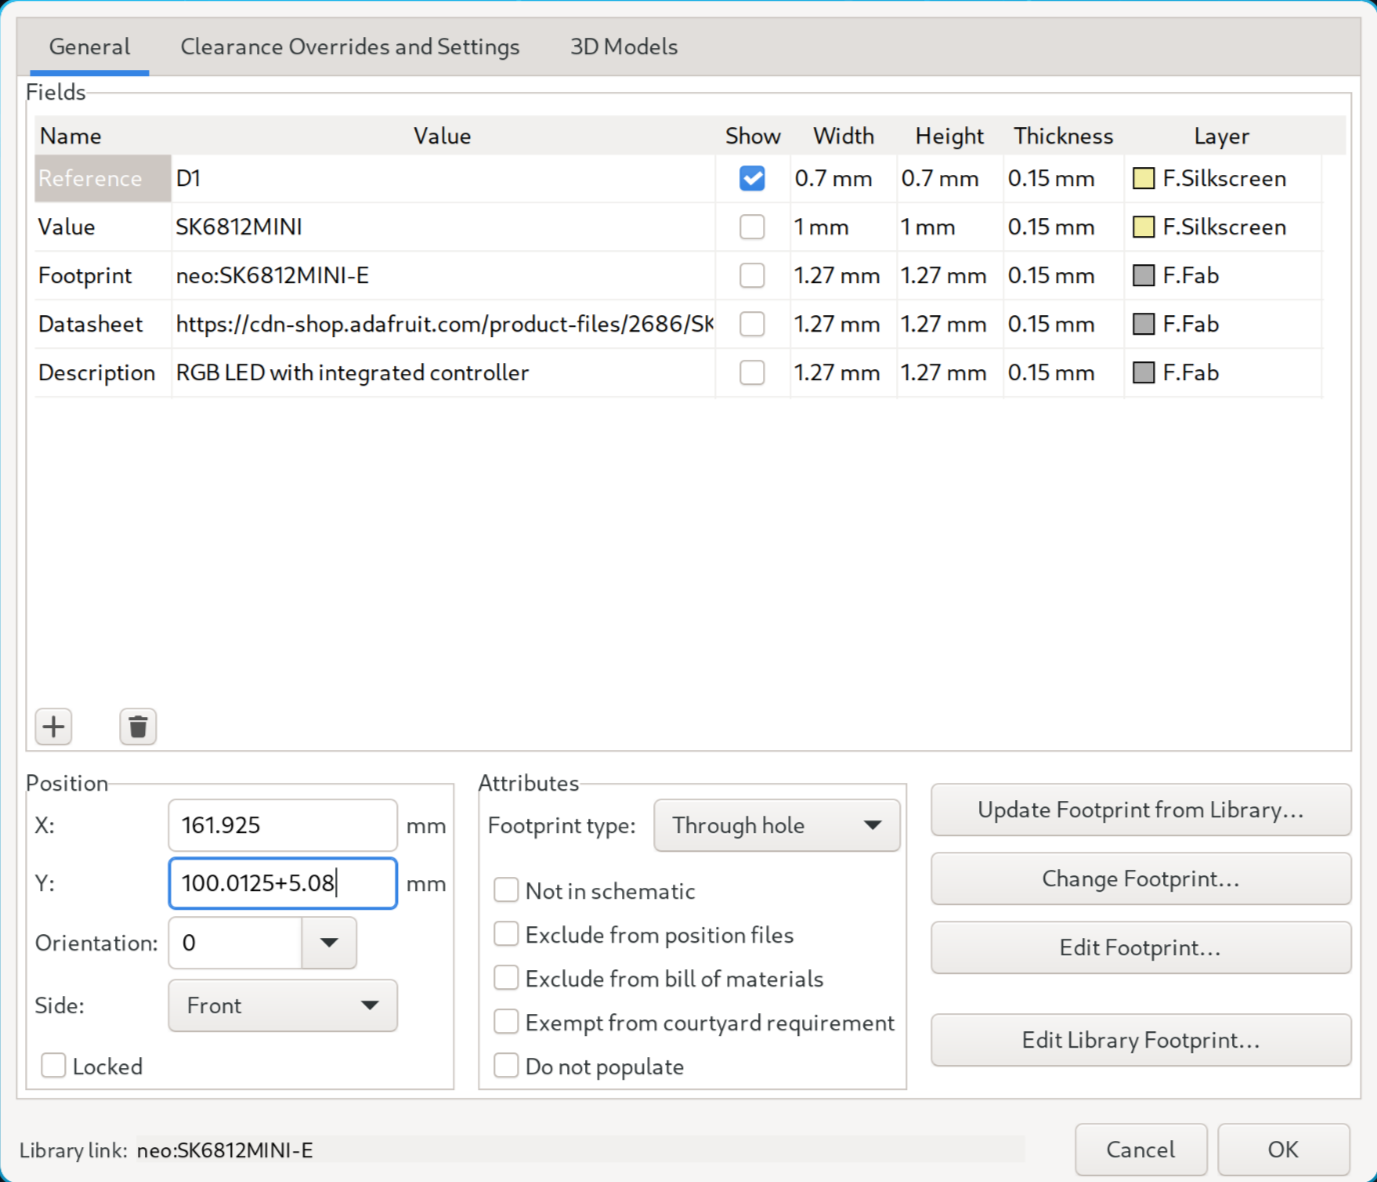 General Clearance Overrides and Settings 3D Models
Fields
Name Value Show Width Height Thickness Layer
Reference D1 0.7 mm 0.7 mm 0.15 mm F.Silkscreen
Value SK6812MINI 1 mm 1 mm 0.15 mm F.Silkscreen
Footprint neo:SK6812MINI-E 1.27 mm 1.27 mm 0.15 mm F.Fab
Datasheet https://cdn-shop.adafruit.com/product-files/2686/SK 1.27 mm 1.27 mm 0.15 mm F.Fab
Description RGB LED with integrated controller 1.27 mm 1.27 mm 0.15 mm F.Fab
Position
X: 161.925 mm
Y: 100.0125+5.08 mm
Orientation: 0
Side: Front
Locked
Attributes
Footprint type: Through hole
Not in schematic
Exclude from position files
Exclude from bill of materials
Exempt from courtyard requirement
Do not populate
Update Footprint from Library...
Change Footprint...
Edit Footprint...
Edit Library Footprint...
Library link: neo:SK6812MINI-E
Cancel OK